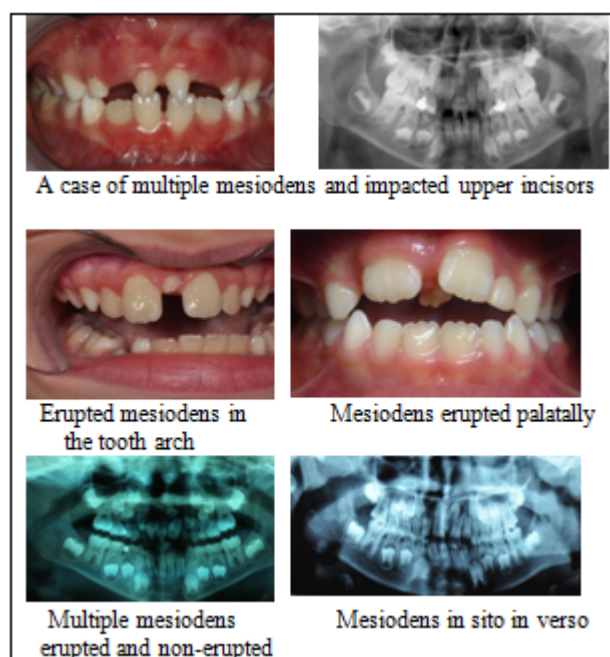 A case of multiple mesiodens and impacted upper incisors
Erupted mesiodens in
the tooth arch
Mesiodens erupted palatally
Multiple mesiodens
erupted and non-erupted
Mesiodens in sito in verso